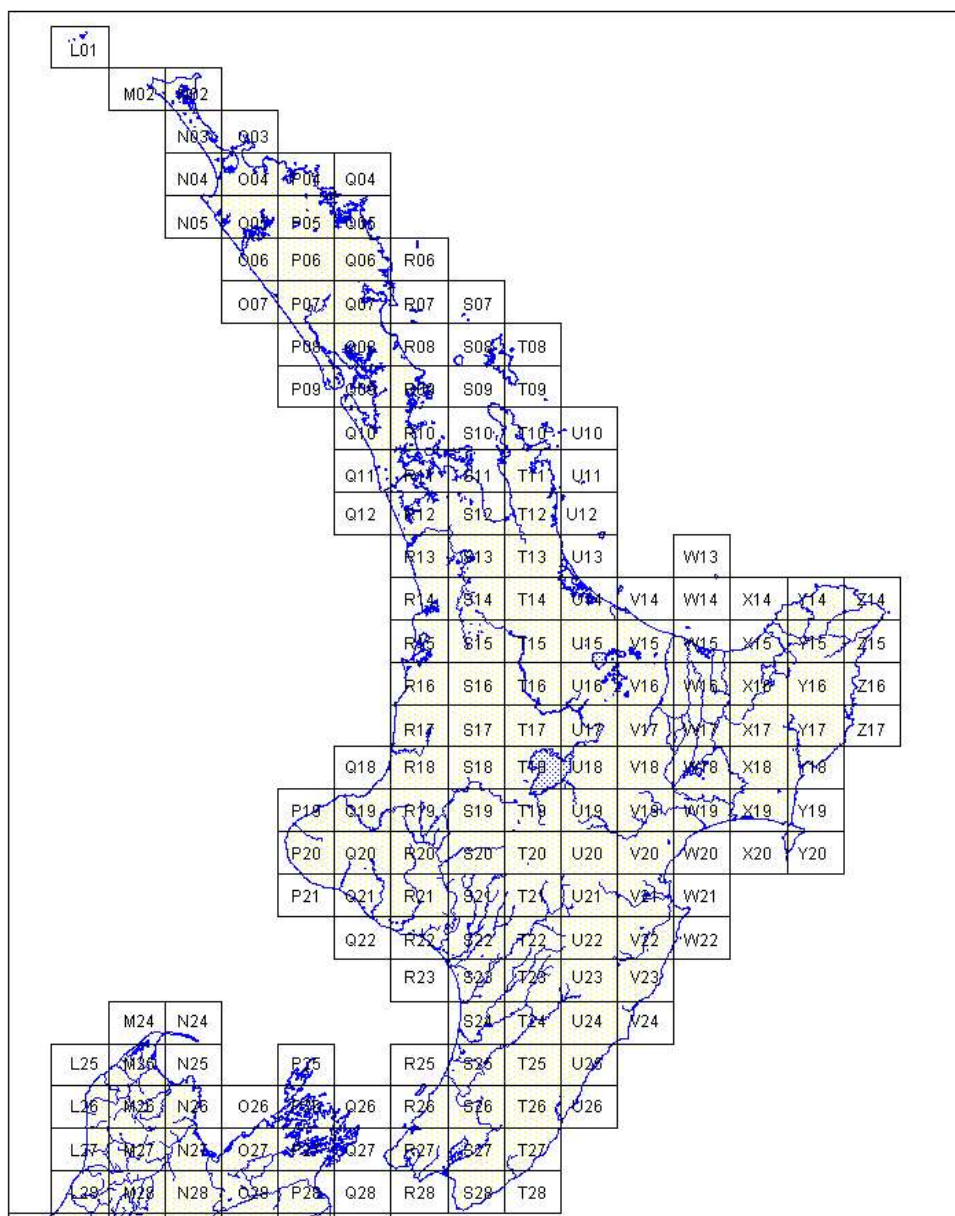 L01
M02 N02
N03 O03
N04 O04 P04 Q04
N05 O05 P05 Q05
O06 P06 Q06 R06
O07 P07 Q07 R07 S07
P08 Q08 R08 S08 T08
P09 Q09 R09 S09 T09
Q10 R10 S10 T10 U10
Q11 R11 S11 T11 U11
Q12 R12 S12 T12 U12
R13 S13 T13 U13 W13
R14 S14 T14 U14 V14 W14 X14 Y14 Z14
R15 S15 T15 U15 V15 W15 X15 Y15 Z15
R16 S16 T16 U16 V16 W16 X16 Y16 Z16
R17 S17 T17 U17 V17 W17 X17 Y17 Z17
Q18 R18 S18 T18 U18 V18 W18 X18 Y18
P19 Q19 R19 S19 T19 U19 V19 W19 X19 Y19
P20 Q20 R20 S20 T20 U20 V20 W20 X20 Y20
P21 Q21 R21 S21 T21 U21 V21 W21
Q22 R22 S22 T22 U22 V22 W22
R23 S23 T23 U23 V23
M24 N24 S24 T24 U24 V24
L25 M25 N25 P25 R25 S25 T25 U25
L26 M26 N26 O26 P26 Q26 R26 S26 T26 U26
L27 M27 N27 O27 P27 Q27 R27 S27 T27
L28 M28 N28 O28 P28 Q28 R28 S28 T28